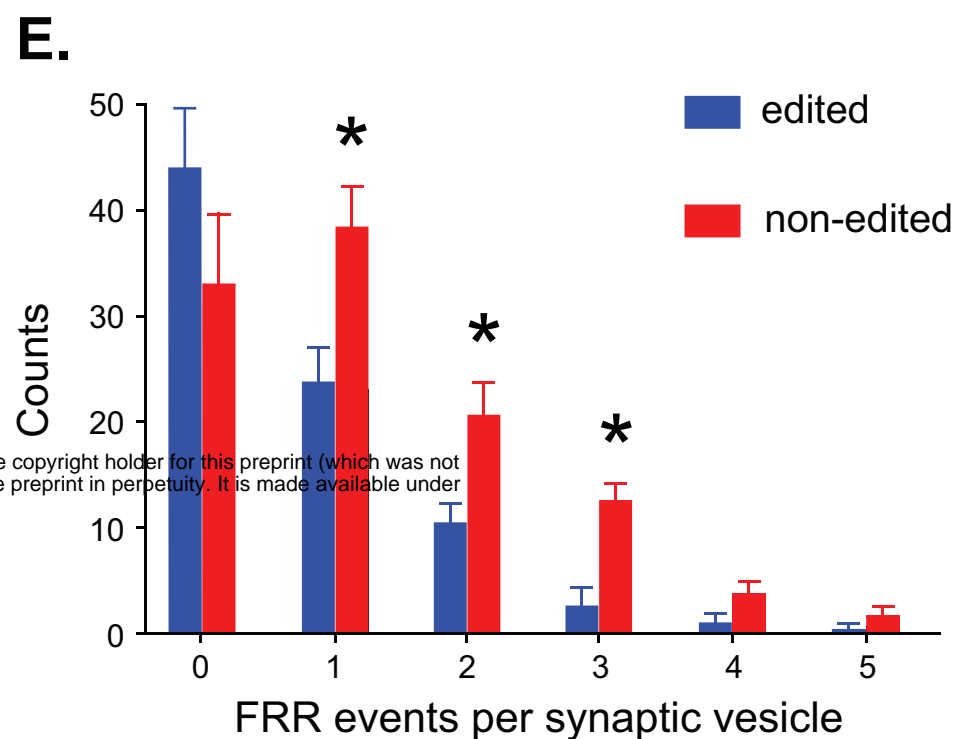 E.
50
40
30
20
10
0
Counts
edited
non-edited
*
*
*
e copyright holder for this preprint (which was not
e preprint in perpetuity. It is made available under
0 1 2 3 4 5
FRR events per synaptic vesicle